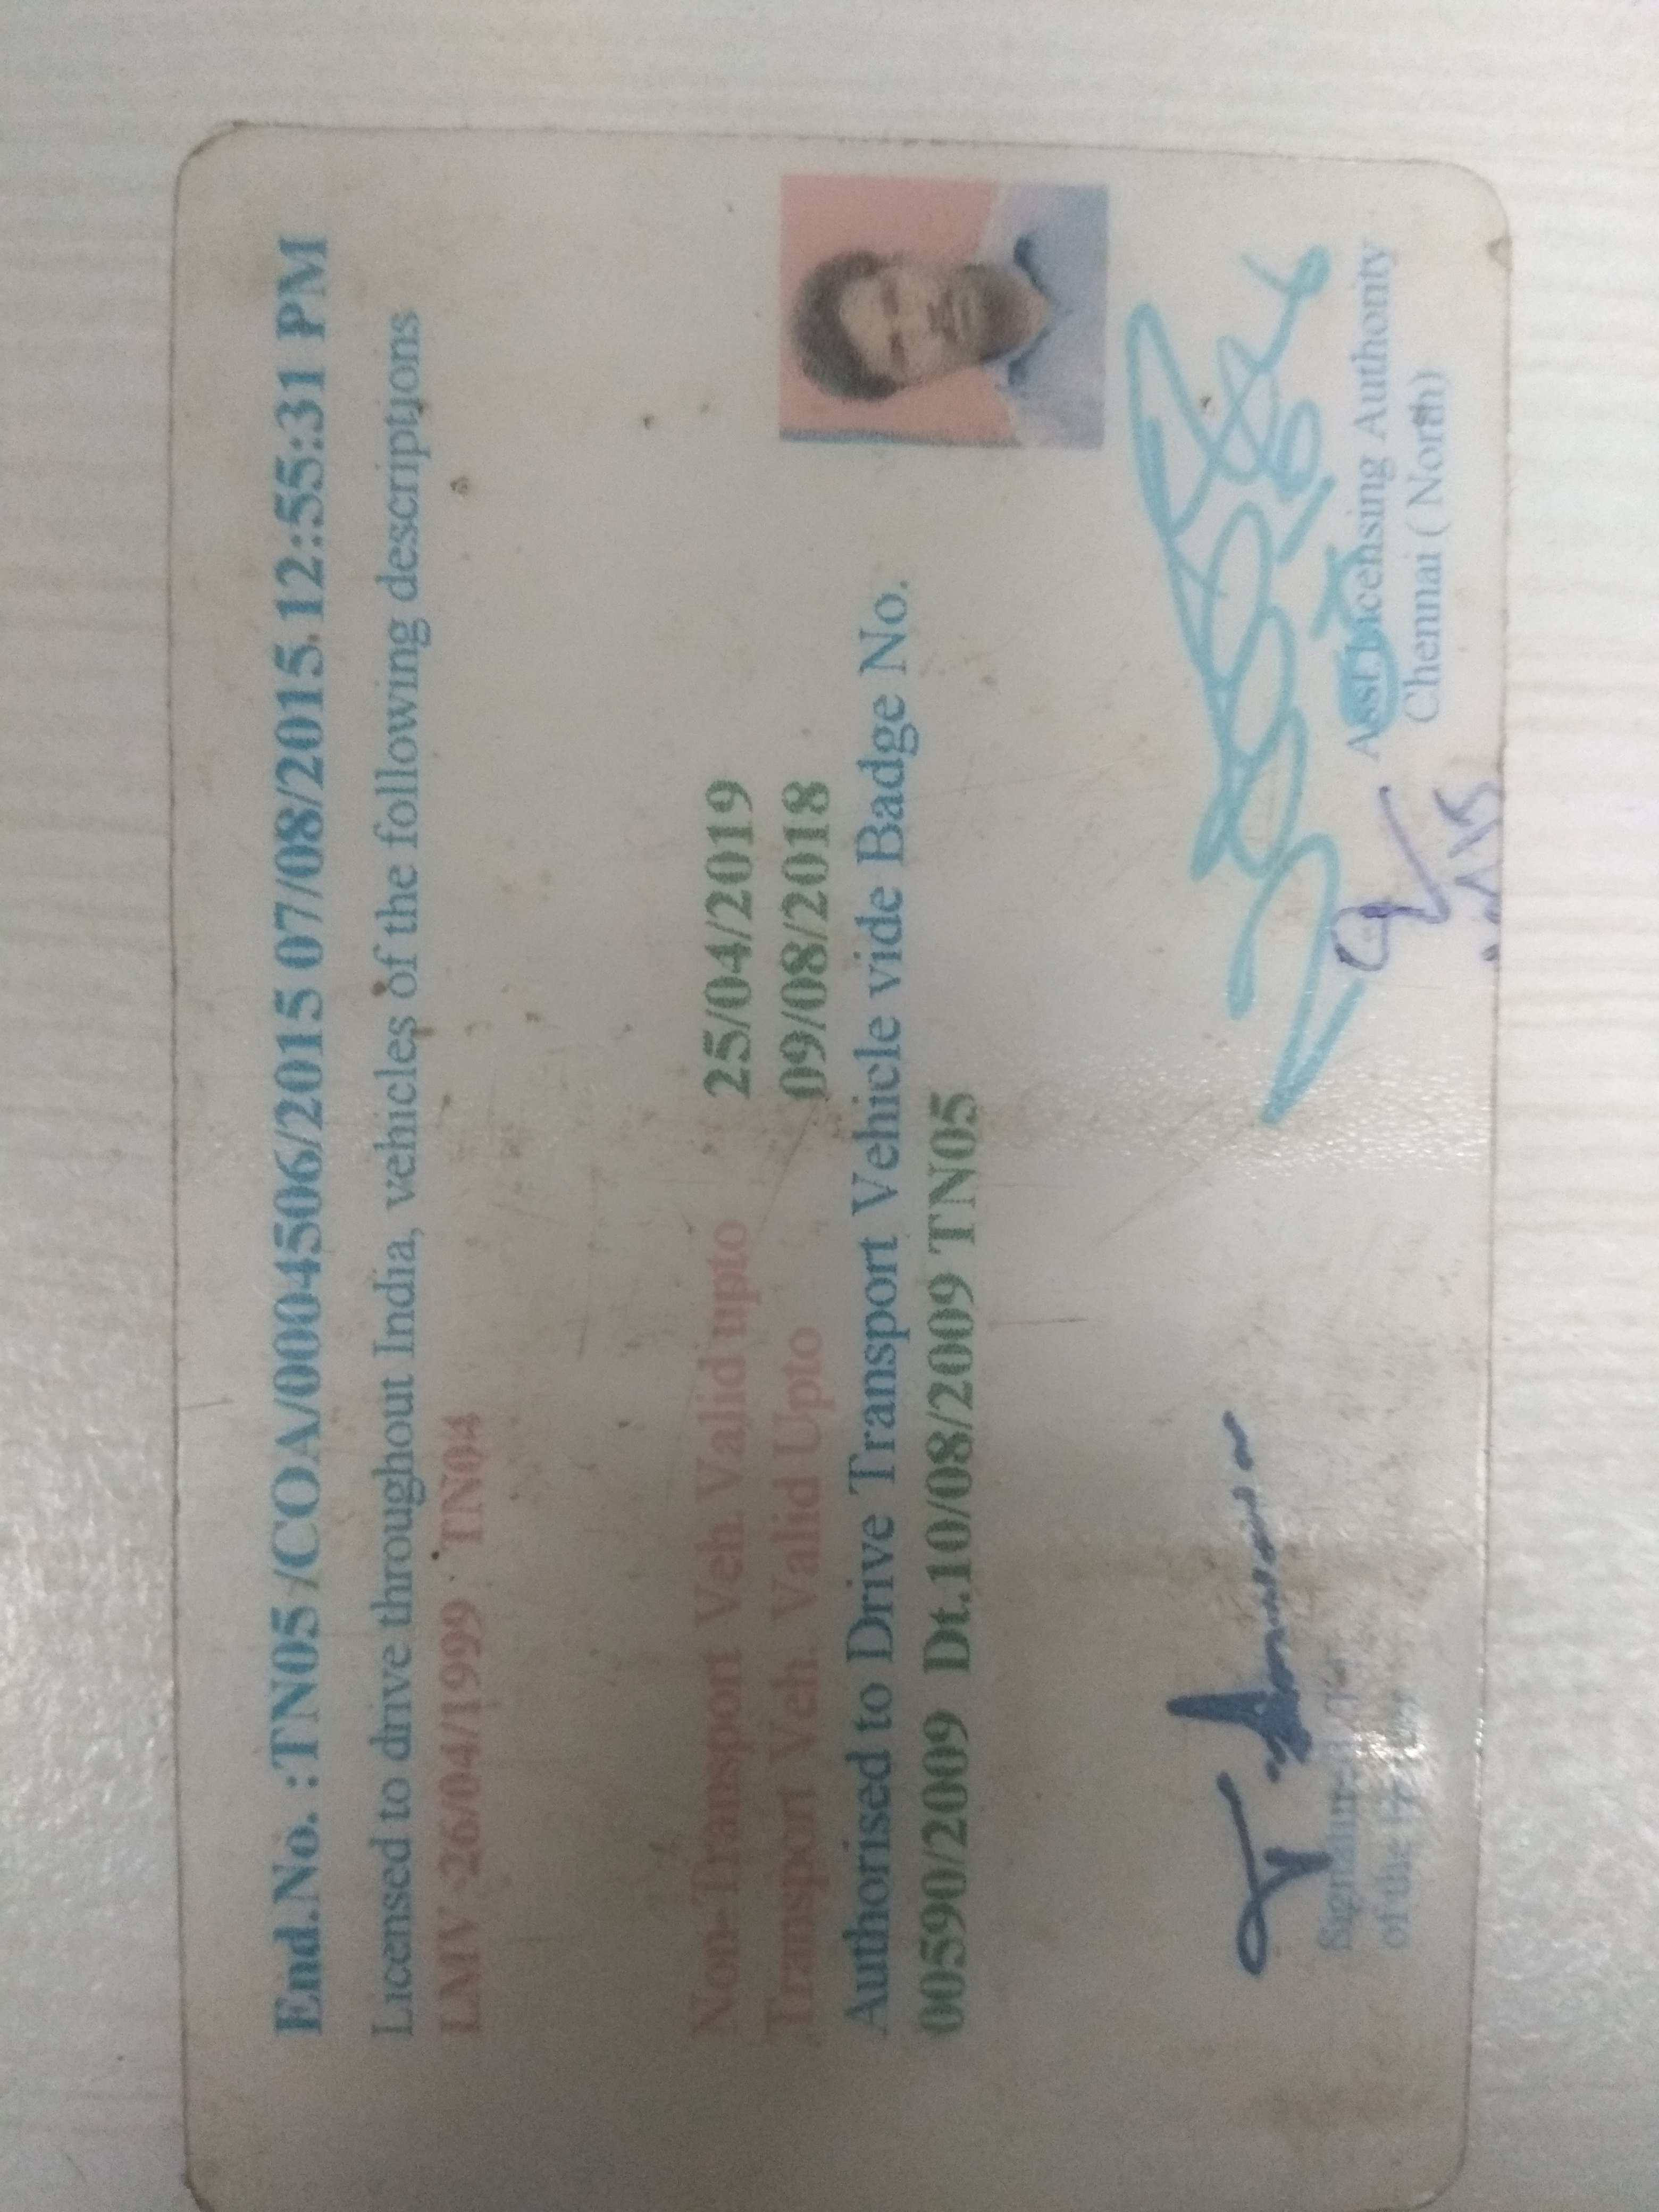 End.No. :TN05 /COA/0004506/2015 07/08/2015.12:55:31 PM
Licensed to drive throughout India, vehicles of the following descriptions
LMV 26/04/1999 TN04
Non-Transport Veh. Valid upto 25/04/2019
Transport Veh. Valid Upto 09/08/2018
Authorised to Drive Transport Vehicle vide Badge No.
00590/2009 Dt.10/08/2009 TN05
Asst.Licensing Authority
Chennai ( North)
of the